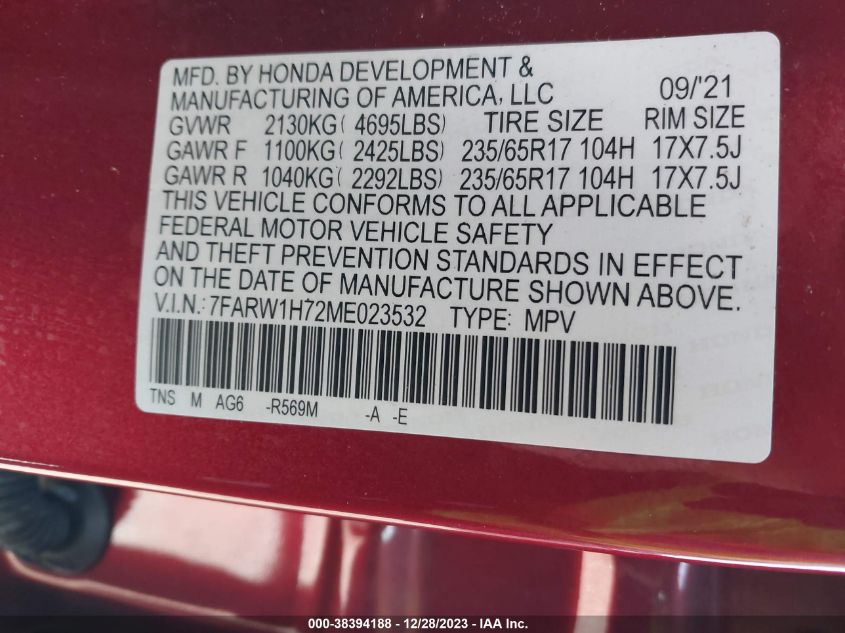 MFD. BY HONDA DEVELOPMENT &
MANUFACTURING OF AMERICA, LLC 09/'21
GVWR 2130KG( 4695LBS) TIRE SIZE RIM SIZE
GAWR F 1100KG( 2425LBS) 235/65R17 104H 17X7.5J
GAWR R 1040KG( 2292LBS) 235/65R17 104H 17X7.5J
THIS VEHICLE CONFORMS TO ALL APPLICABLE
FEDERAL MOTOR VEHICLE SAFETY
AND THEFT PREVENTION STANDARDS IN EFFECT
ON THE DATE OF MANUFACTURE SHOWN ABOVE.
V.I.N.: 7FARW1H72ME023532 TYPE: MPV
TNS M AG6 -R569M -A -E
000-38394188 - 12/28/2023 - IAA Inc.